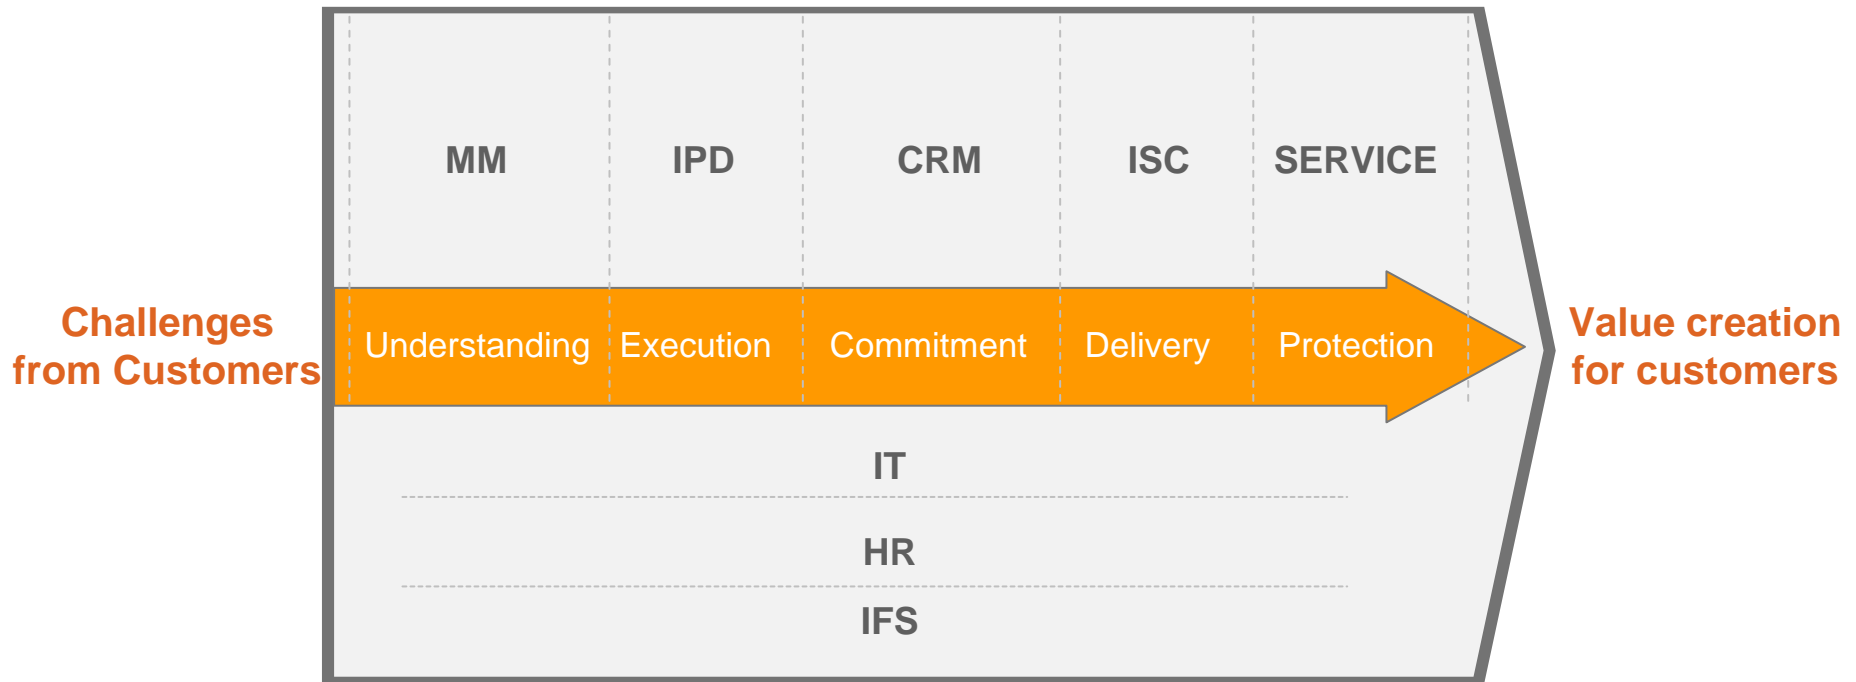 MM
IPD
CRM
ISC
SERVICE
Challenges
from Customers
Understanding
Execution
Commitment
Delivery
Protection
Value creation
for customers
IT
HR
IFS